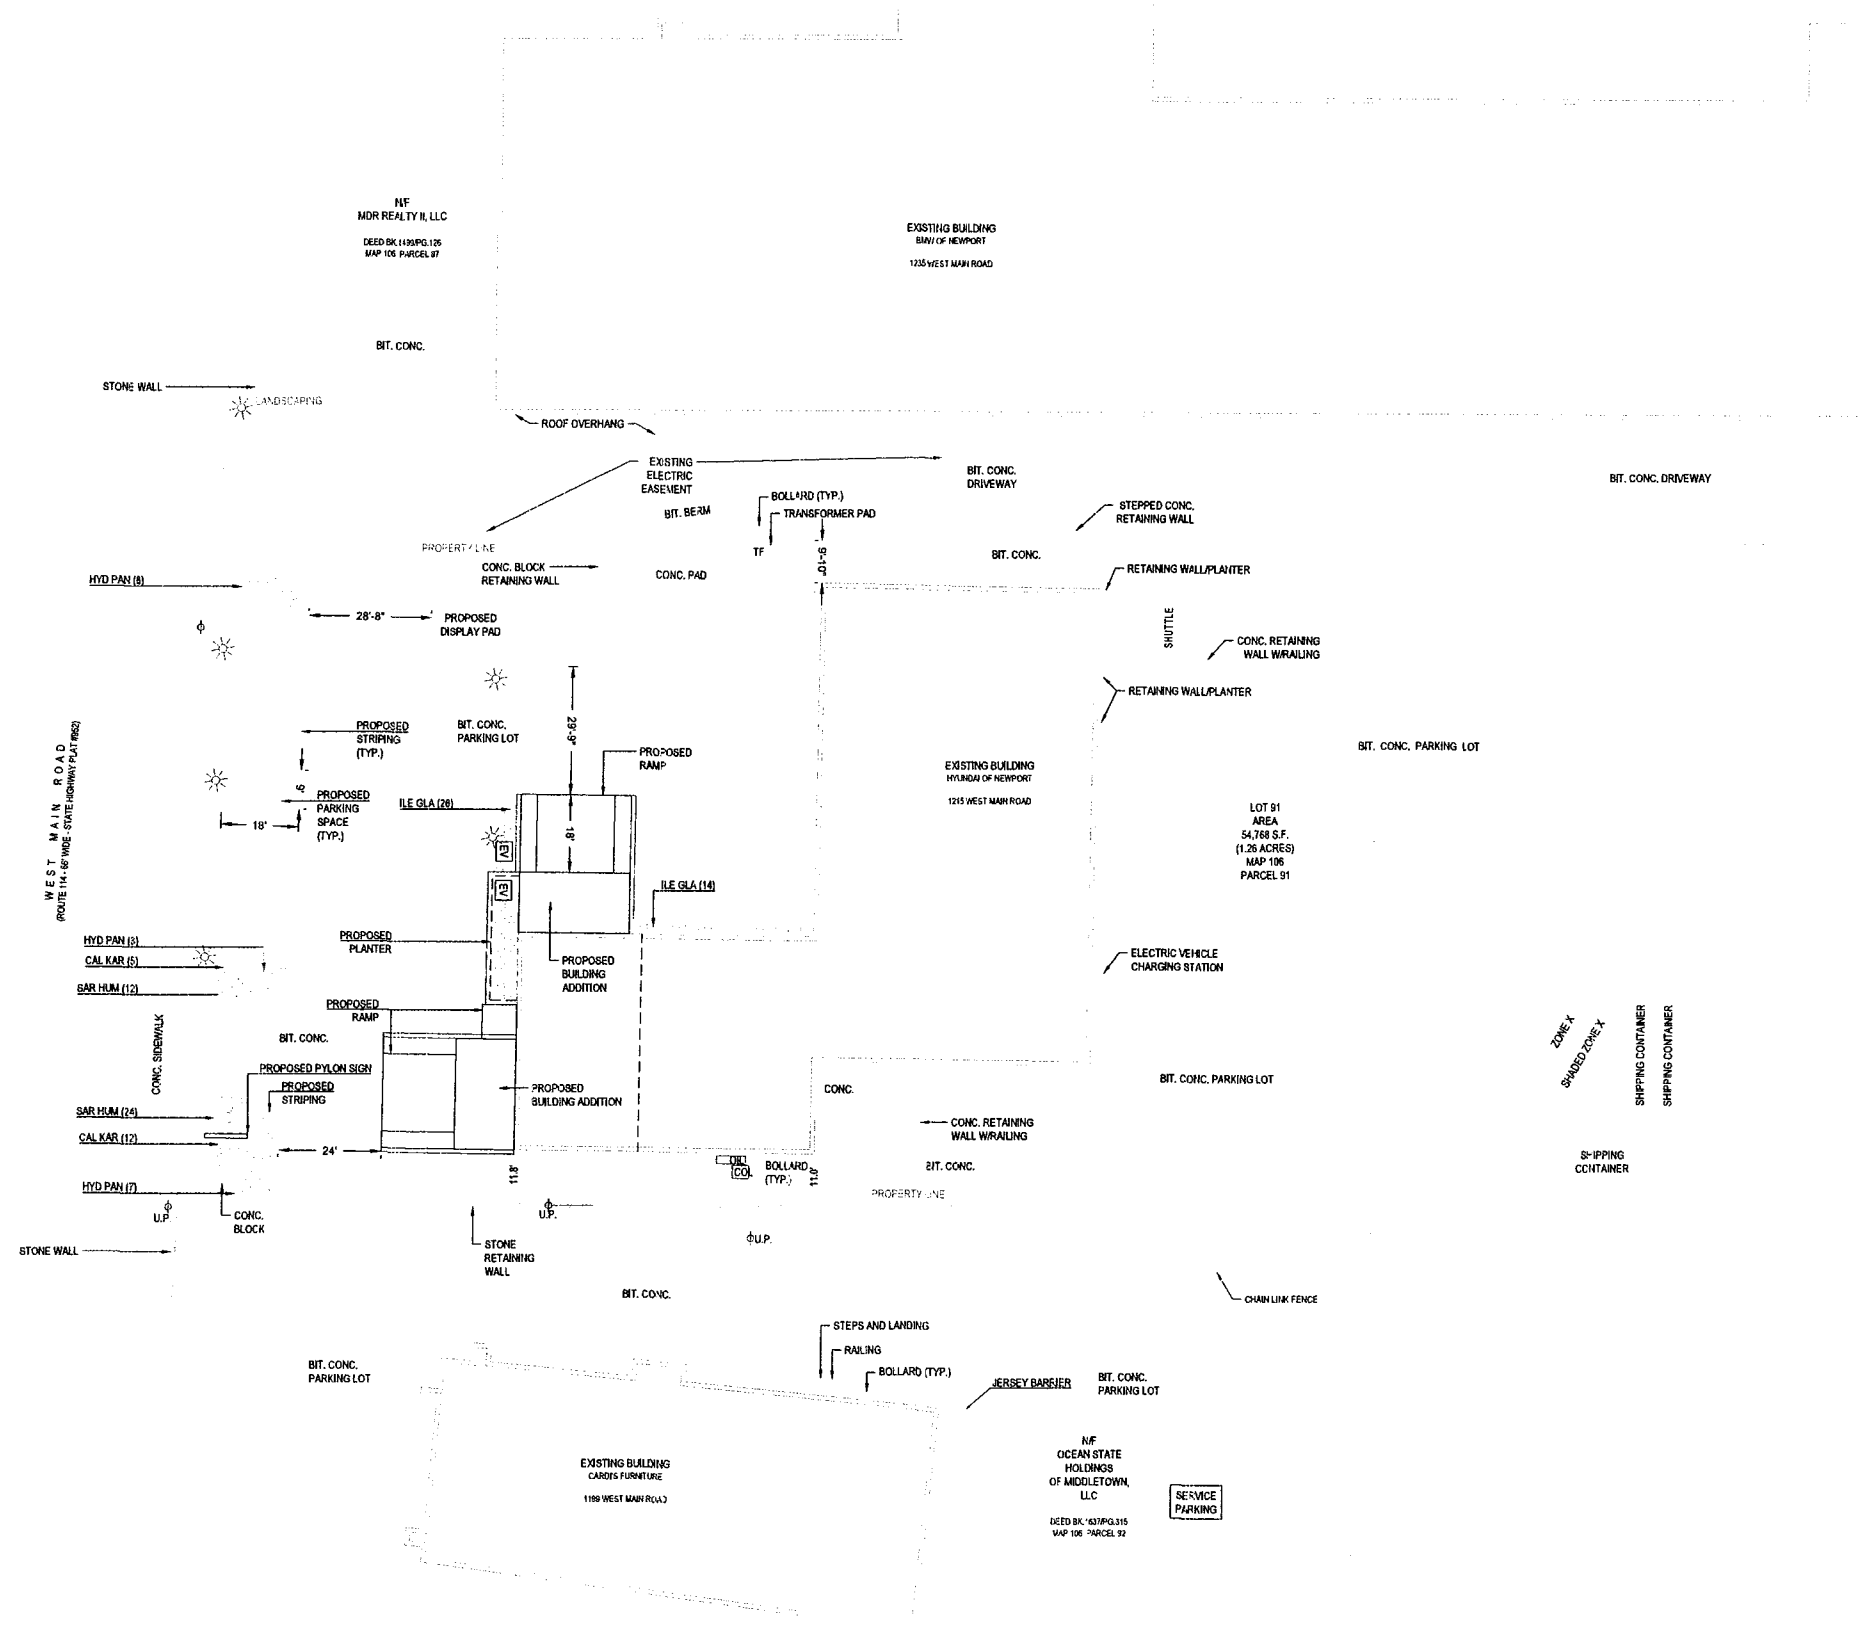 N/F
MDR REALTY II, LLC
DEED BK.1499/PG.126
MAP 106 PARCEL 97
EXISTING BUILDING
BMW OF NEWPORT
1235 WEST MAIN ROAD
BIT. CONC.
STONE WALL
LANDSCAPING
ROOF OVERHANG
EXISTING
ELECTRIC
EASEMENT
BIT. CONC.
DRIVEWAY
BIT. CONC. DRIVEWAY
BIT. BERM
BOLLARD (TYP.)
TRANSFORMER PAD
STEPPED CONC.
RETAINING WALL
PROPERTY LINE
TF
9'-10"
BIT. CONC.
CONC. BLOCK
RETAINING WALL
CONC. PAD
RETAINING WALL/PLANTER
HYD PAN (8)
28'-8"
PROPOSED
DISPLAY PAD
SHUTTLE
CONC. RETAINING
WALL W/RAILING
RETAINING WALL/PLANTER
WEST MAIN ROAD
(ROUTE 114 - 66' WIDE - STATE HIGHWAY PLAT #952)
PROPOSED
STRIPING
(TYP.)
BIT. CONC.
PARKING LOT
29'-9"
PROPOSED
RAMP
BIT. CONC. PARKING LOT
EXISTING BUILDING
HYUNDAI OF NEWPORT
1215 WEST MAIN ROAD
9'
PROPOSED
PARKING
SPACE
(TYP.)
18'
ILE GLA (26)
18'
EV
EV
LOT 91
AREA
54,768 S.F.
(1.26 ACRES)
MAP 106
PARCEL 91
ILE GLA (14)
PROPOSED
PLANTER
HYD PAN (3)
CAL KAR (5)
SAR HUM (12)
PROPOSED
BUILDING
ADDITION
ELECTRIC VEHICLE
CHARGING STATION
PROPOSED
RAMP
CONC. SIDEWALK
BIT. CONC.
ZONE X
SHADED ZONE X
SHIPPING CONTAINER
SHIPPING CONTAINER
PROPOSED PYLON SIGN
PROPOSED
STRIPING
PROPOSED
BUILDING ADDITION
CONC.
BIT. CONC. PARKING LOT
SAR HUM (24)
CAL KAR (12)
24'
CONC. RETAINING
WALL W/RAILING
11.8'
COL
BOLLARD
(TYP.)
11.0'
BIT. CONC.
SHIPPING
CONTAINER
HYD PAN (7)
PROPERTY LINE
U.P.
CONC.
BLOCK
U.P.
U.P.
STONE WALL
STONE
RETAINING
WALL
BIT. CONC.
CHAIN LINK FENCE
STEPS AND LANDING
RAILING
BOLLARD (TYP.)
BIT. CONC.
PARKING LOT
JERSEY BARRIER
BIT. CONC.
PARKING LOT
EXISTING BUILDING
CARDI'S FURNITURE
1199 WEST MAIN ROAD
N/F
OCEAN STATE
HOLDINGS
OF MIDDLETOWN,
LLC
DEED BK.1637/PG.315
MAP 106 PARCEL 92
SERVICE
PARKING